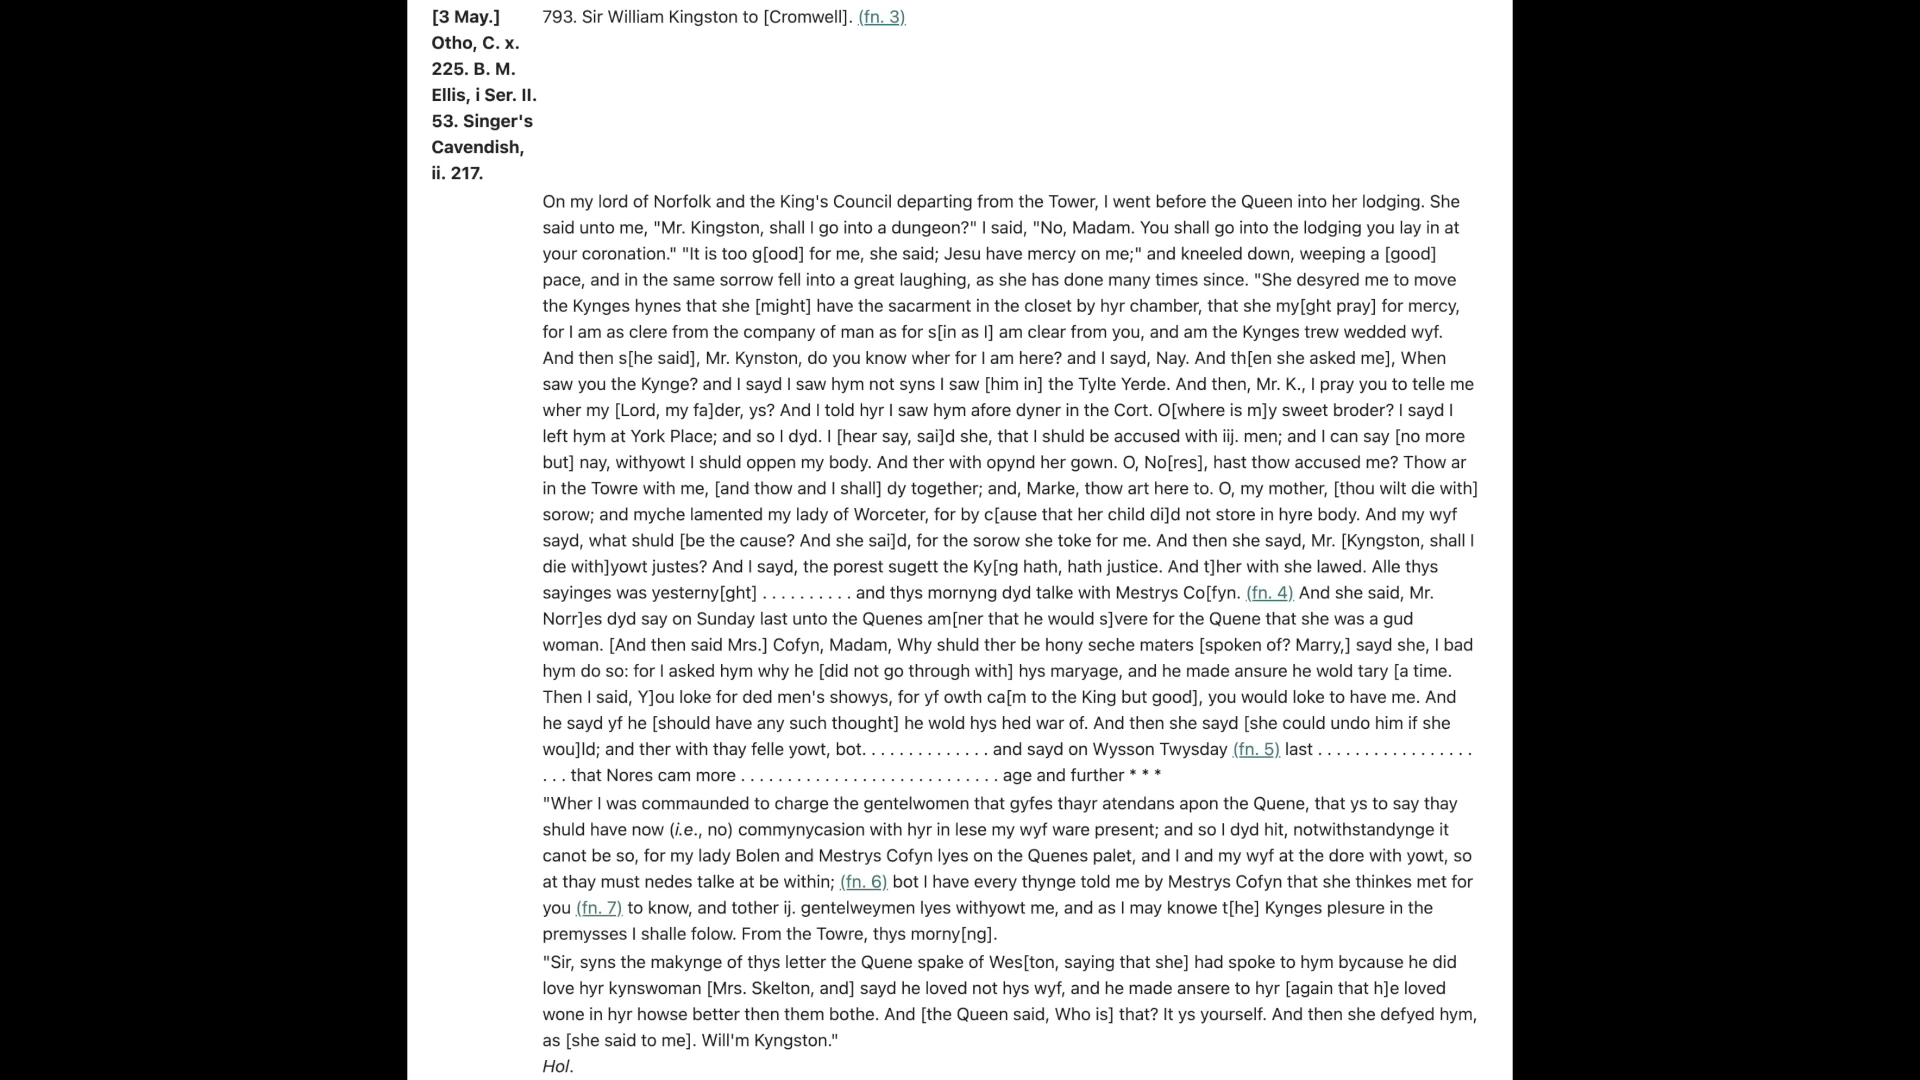 [3 May.] 793. Sir William Kingston to [Cromwell]. (fn. 3)
Otho, C. x.
225. B. M.
Ellis, i Ser. II.
53. Singer's
Cavendish,
ii. 217.
On my lord of Norfolk and the King's Council departing from the Tower, I went before the Queen into her lodging. She
said unto me, "Mr. Kingston, shall I go into a dungeon?" I said, "No, Madam. You shall go into the lodging you lay in at
your coronation." "It is too g[ood] for me, she said; Jesu have mercy on me;" and kneeled down, weeping a [good]
pace, and in the same sorrow fell into a great laughing, as she has done many times since. "She desyred me to move
the Kynges hynes that she [might] have the sacarment in the closet by hyr chamber, that she my[ght pray] for mercy,
for I am as clere from the company of man as for s[in as I] am clear from you, and am the Kynges trew wedded wyf.
And then s[he said], Mr. Kynston, do you know wher for I am here? and I sayd, Nay. And th[en she asked me], When
saw you the Kynge? and I sayd I saw hym not syns I saw [him in] the Tylte Yerde. And then, Mr. K., I pray you to telle me
wher my [Lord, my fa]der, ys? And I told hyr I saw hym afore dyner in the Cort. O[where is m]y sweet broder? I sayd I
left hym at York Place; and so I dyd. I [hear say, sai]d she, that I shuld be accused with iij. men; and I can say [no more
but] nay, withyowt I shuld oppen my body. And ther with opynd her gown. O, No[res], hast thow accused me? Thow ar
in the Towre with me, [and thow and I shall] dy together; and, Marke, thow art here to. O, my mother, [thou wilt die with]
sorow; and myche lamented my lady of Worceter, for by c[ause that her child di]d not store in hyre body. And my wyf
sayd, what shuld [be the cause? And she sai]d, for the sorow she toke for me. And then she sayd, Mr. [Kyngston, shall I
die with]yowt justes? And I sayd, the porest sugett the Ky[ng hath, hath justice. And t]her with she lawed. Alle thys
sayinges was yesterny[ght] . . . . . . . . . . and thys mornyng dyd talke with Mestrys Co[fyn. (fn. 4) And she said, Mr.
Norr]es dyd say on Sunday last unto the Quenes am[ner that he would s]vere for the Quene that she was a gud
woman. [And then said Mrs.] Cofyn, Madam, Why shuld ther be hony seche maters [spoken of? Marry,] sayd she, I bad
hym do so: for I asked hym why he [did not go through with] hys maryage, and he made ansure he wold tary [a time.
Then I said, Y]ou loke for ded men's showys, for yf owth ca[m to the King but good], you would loke to have me. And
he sayd yf he [should have any such thought] he wold hys hed war of. And then she sayd [she could undo him if she
wou]ld; and ther with thay felle yowt, bot. . . . . . . . . . . . . . and sayd on Wysson Twysday (fn. 5) last . . . . . . . . . . . . . . . . .
. . . that Nores cam more . . . . . . . . . . . . . . . . . . . . . . . . . . . . age and further * * *
"Wher I was commaunded to charge the gentelwomen that gyfes thayr atendans apon the Quene, that ys to say thay
shuld have now (i.e., no) commynycasion with hyr in lese my wyf ware present; and so I dyd hit, notwithstandynge it
canot be so, for my lady Bolen and Mestrys Cofyn lyes on the Quenes palet, and I and my wyf at the dore with yowt, so
at thay must nedes talke at be within; (fn. 6) bot I have every thynge told me by Mestrys Cofyn that she thinkes met for
you (fn. 7) to know, and tother ij. gentelweymen lyes withyowt me, and as I may knowe t[he] Kynges plesure in the
premysses I shalle folow. From the Towre, thys morny[ng].
"Sir, syns the makynge of thys letter the Quene spake of Wes[ton, saying that she] had spoke to hym bycause he did
love hyr kynswoman [Mrs. Skelton, and] sayd he loved not hys wyf, and he made ansere to hyr [again that h]e loved
wone in hyr howse better then them bothe. And [the Queen said, Who is] that? It ys yourself. And then she defyed hym,
as [she said to me]. Will'm Kyngston."
Hol.